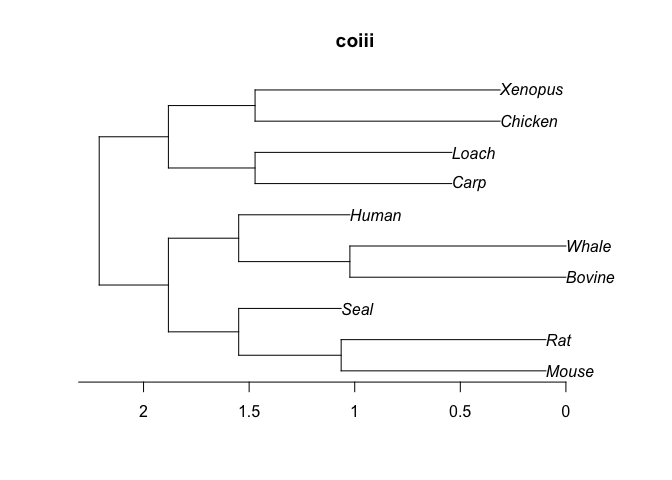 coiii
Xenopus
Chicken
Loach
Carp
Human
Whale
Bovine
Seal
Rat
Mouse
2 1.5 1 0.5 0